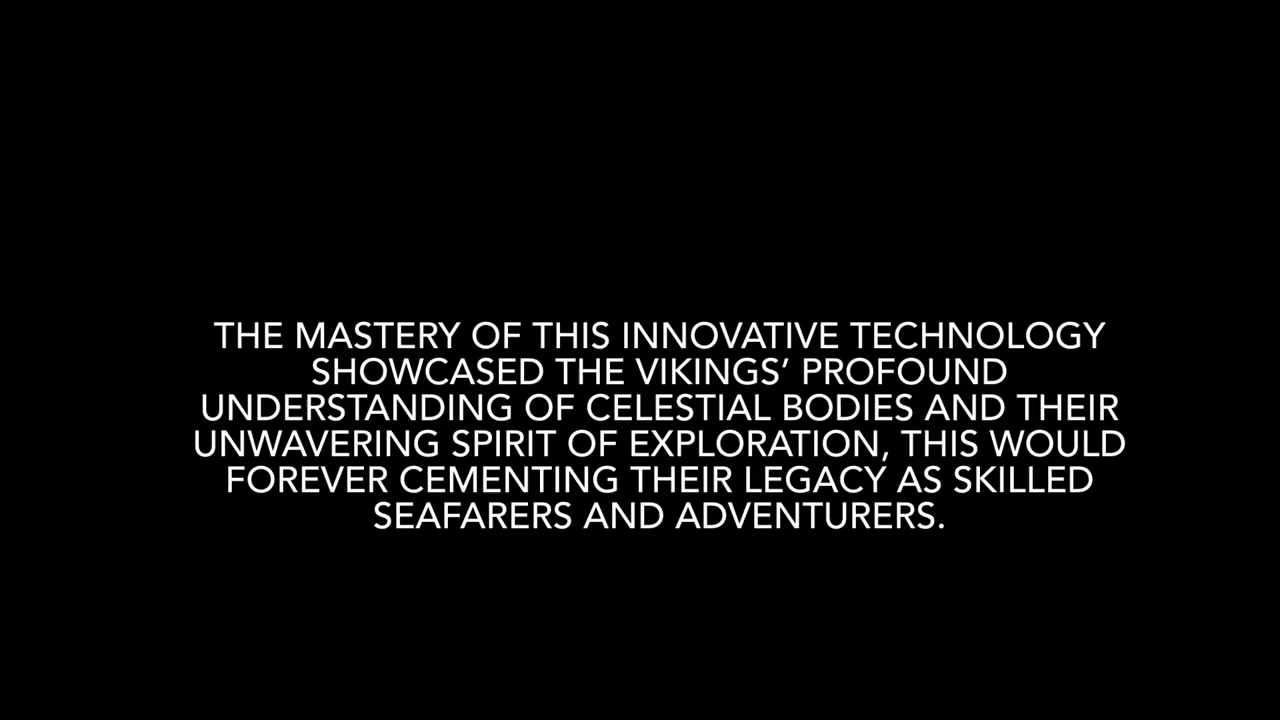 THE MASTERY OF THIS INNOVATIVE TECHNOLOGY
SHOWCASED THE VIKINGS’ PROFOUND
UNDERSTANDING OF CELESTIAL BODIES AND THEIR
UNWAVERING SPIRIT OF EXPLORATION, THIS WOULD
FOREVER CEMENTING THEIR LEGACY AS SKILLED
SEAFARERS AND ADVENTURERS.